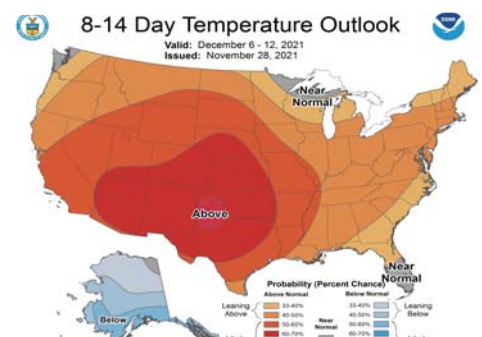 8-14 Day Temperature Outlook
Valid: December 6 - 12, 2021
Issued: November 28, 2021
Near
Normal
Above
Near
Normal
Below
Probability (Percent Chance)
Above Normal
Below Normal
Leaning
Above
33-40%
40-50%
50-60%
60-70%
Near
Normal
33-40%
40-50%
50-60%
60-70%
Leaning
Below